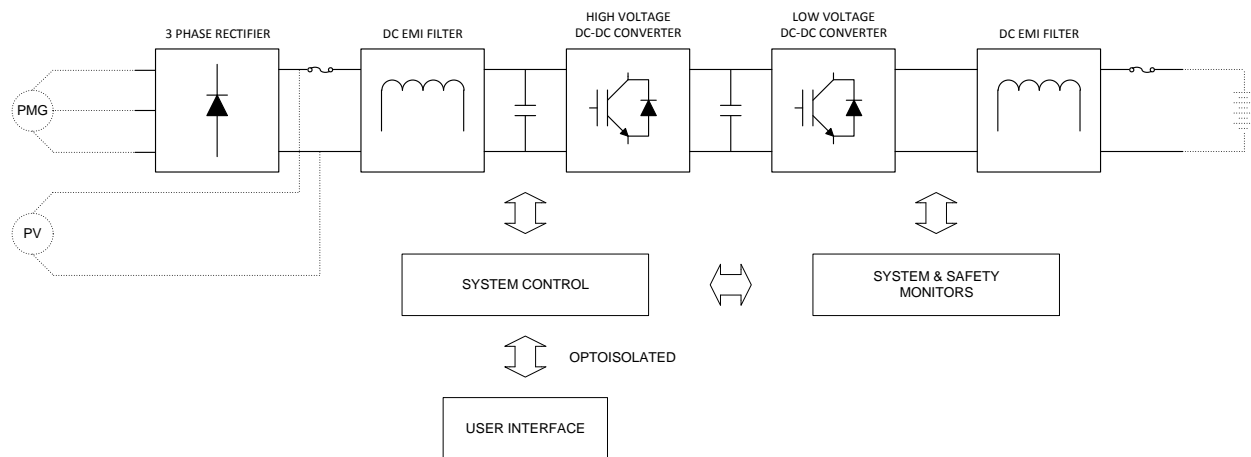 HIGH VOLTAGE
LOW VOLTAGE
3 PHASE RECTIFIER
DC EMI FILTER
DC-DC CONVERTER
DC-DC CONVERTER
DC EMI FILTER
PMG
PV
SYSTEM CONTROL
SYSTEM & SAFETY
MONITORS
OPTOISOLATED
USER INTERFACE